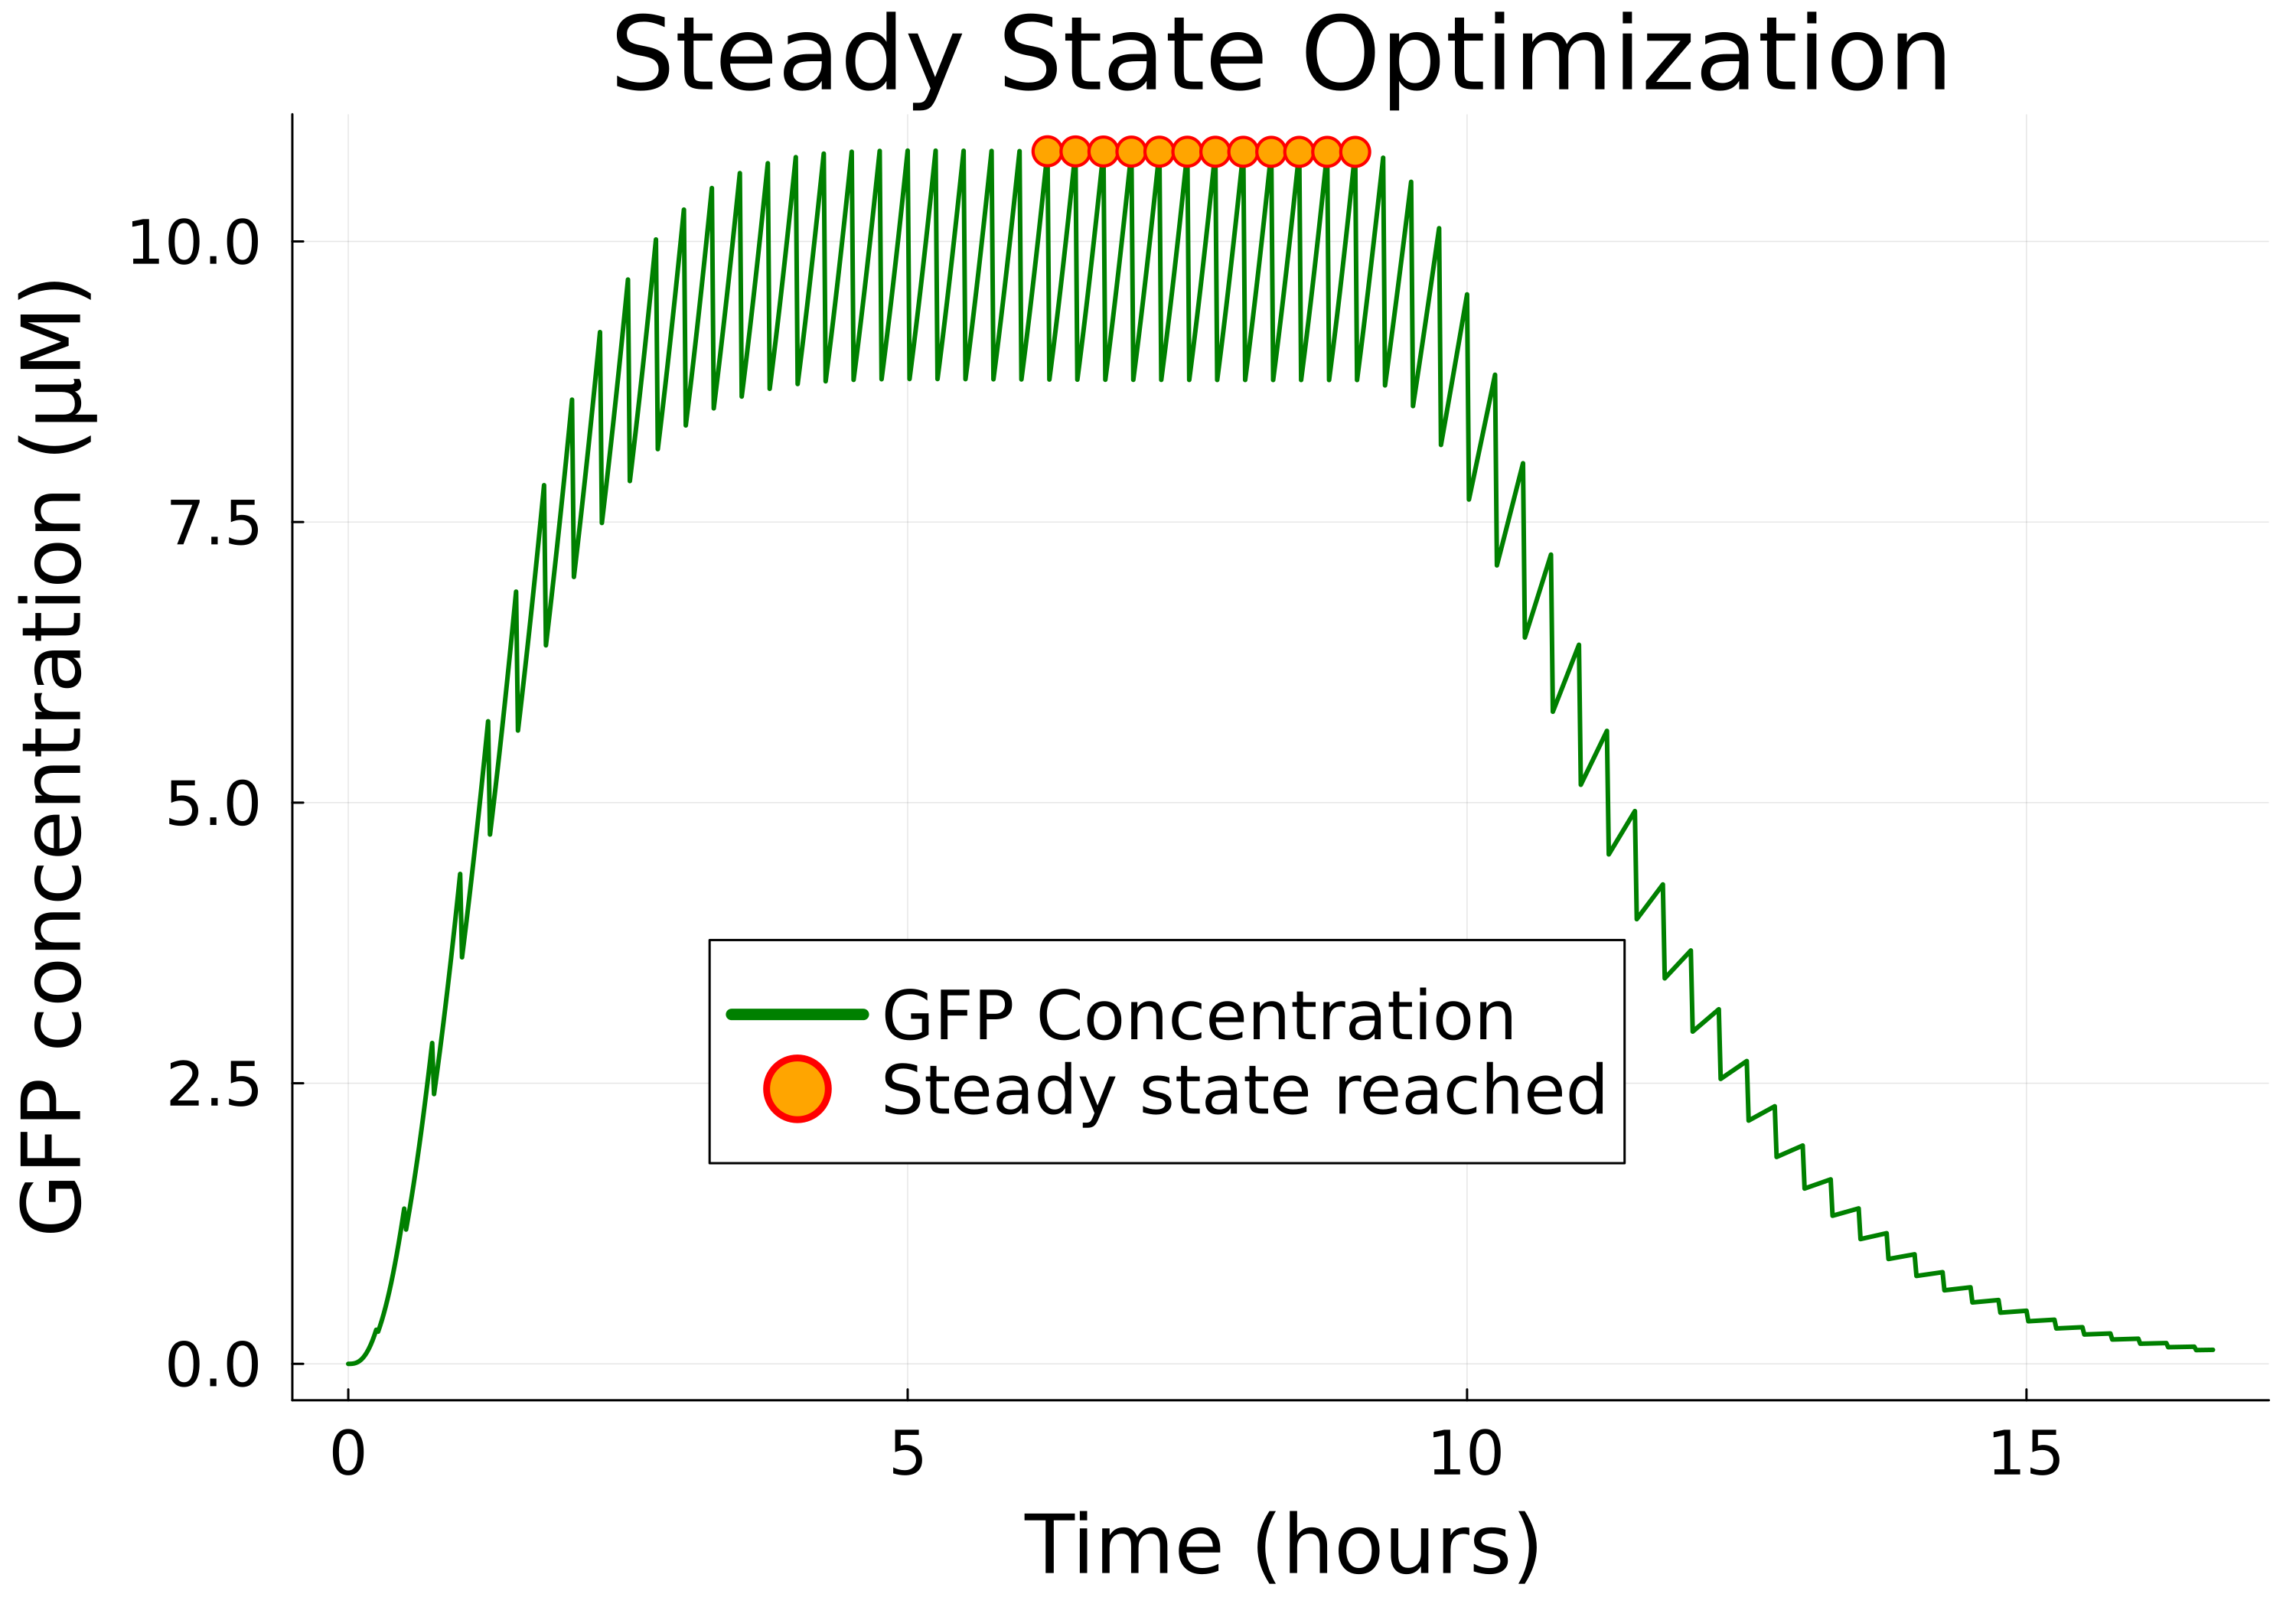 Steady State Optimization
GFP concentration (μM)
10.0
7.5
5.0
2.5
0.0
GFP Concentration
Steady state reached
0
5
10
15
Time (hours)